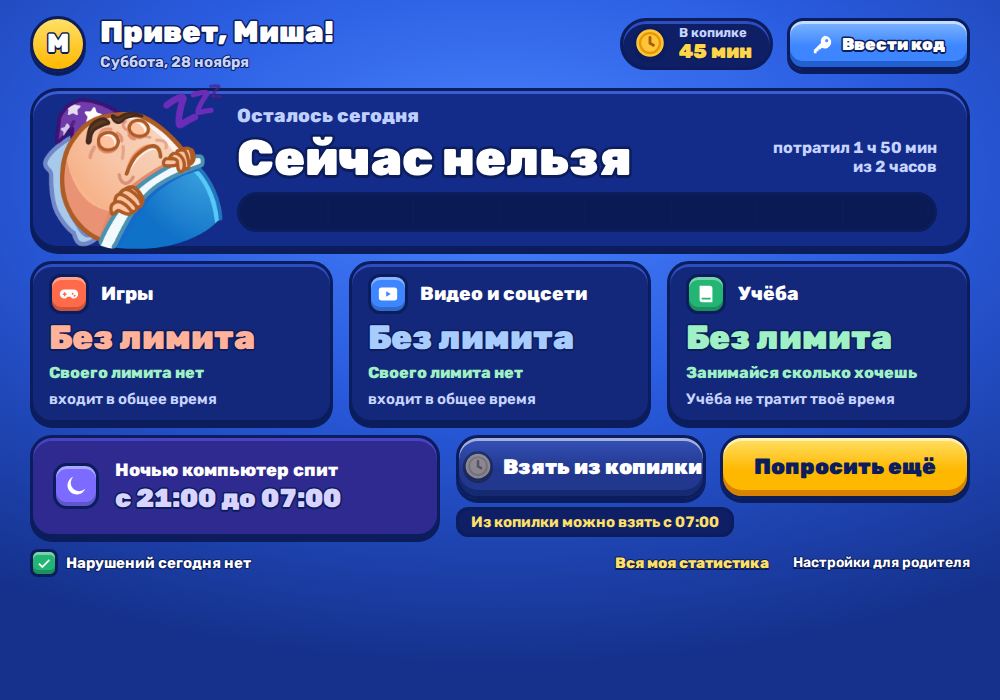 М
Привет, Миша!
Суббота, 28 ноября
В копилке
45 мин
Ввести код
ZZZ
Осталось сегодня
Сейчас нельзя
потратил 1 ч 50 мин
из 2 часов
Игры
Без лимита
Своего лимита нет
входит в общее время
Видео и соцсети
Без лимита
Своего лимита нет
входит в общее время
Учёба
Без лимита
Занимайся сколько хочешь
Учёба не тратит твоё время
Ночью компьютер спит
с 21:00 до 07:00
Взять из копилки
Попросить ещё
Из копилки можно взять с 07:00
Нарушений сегодня нет
Вся моя статистика
Настройки для родителя